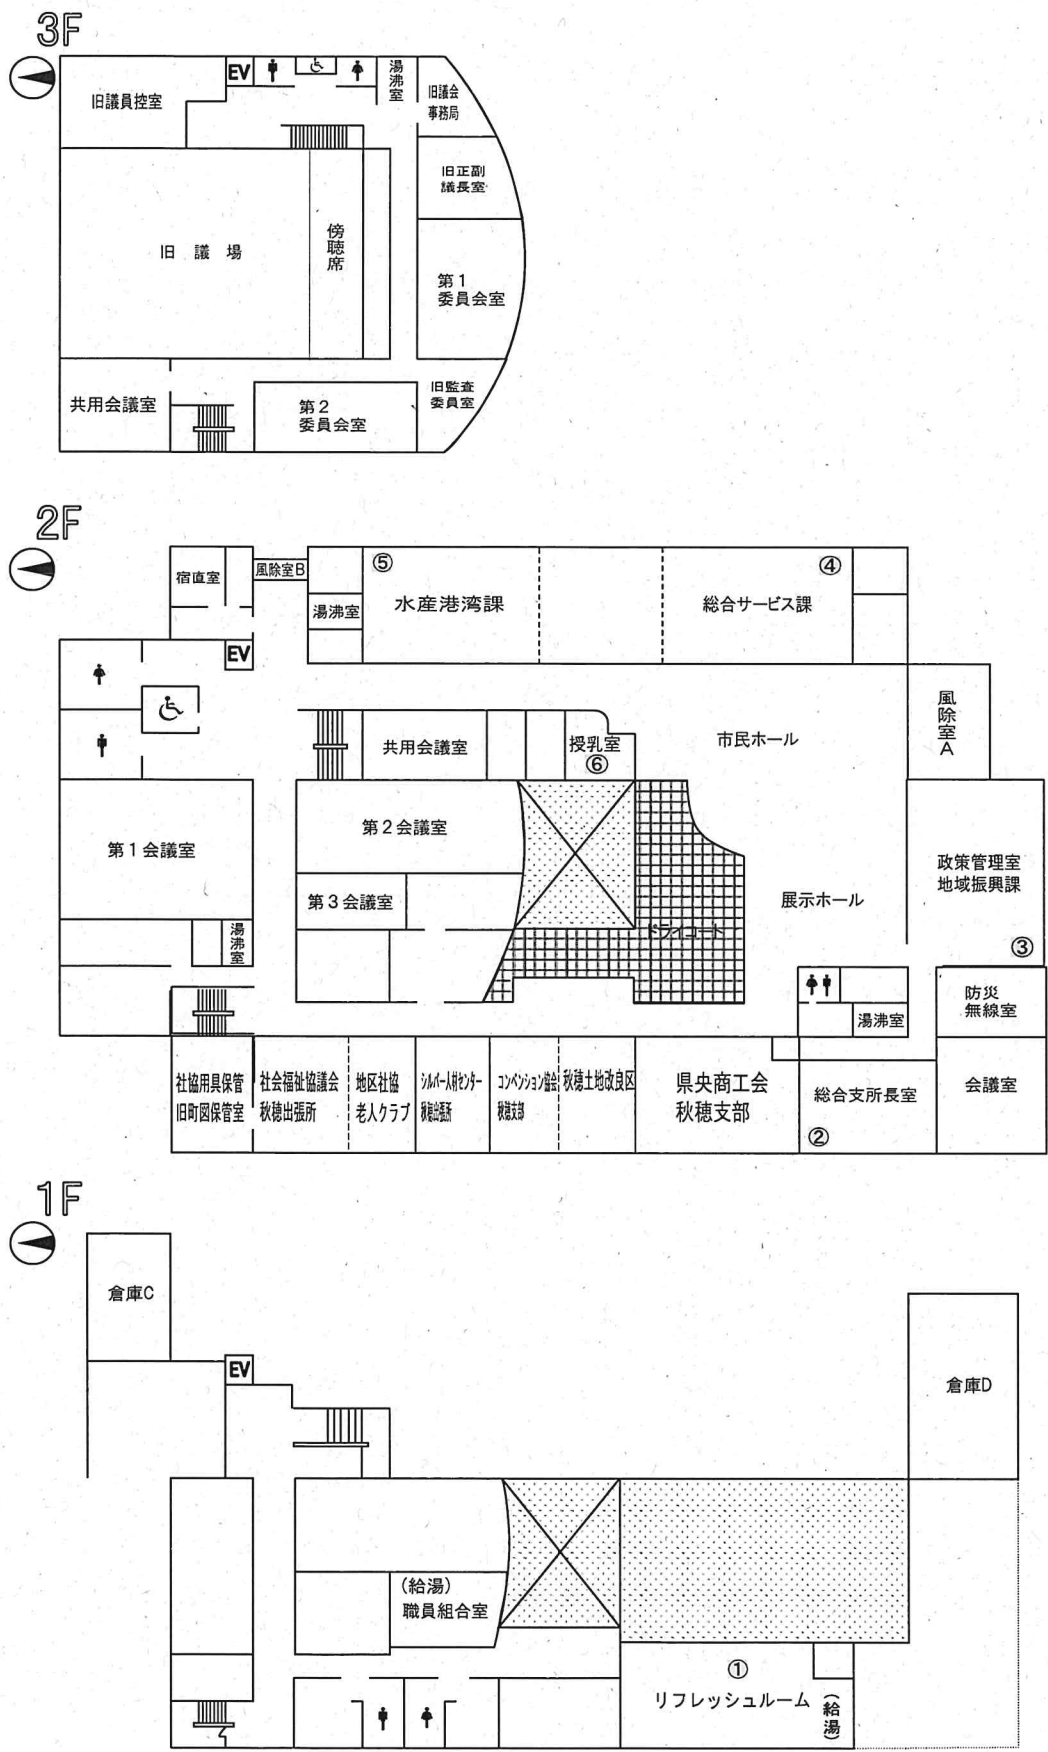 3F
EV
湯沸室
旧議員控室
旧議会
事務局
旧正副
議長室
旧 議 場
傍聴席
第1
委員会室
共用会議室
第2
委員会室
旧監査
委員室
2F
宿直室
風除室B
⑤
④
湯沸室
水産港湾課
総合サービス課
EV
風除室A
共用会議室
授乳室
⑥
市民ホール
第1会議室
第2会議室
政策管理室
地域振興課
第3会議室
展示ホール
ドライコート
③
湯沸室
防災
無線室
湯沸室
社協用具保管
旧町図保管室
社会福祉協議会
秋穂出張所
地区社協
老人クラブ
シルバー人材センター
秋穂出張所
コンベンション協会
秋穂支部
秋穂土地改良区
県央商工会
秋穂支部
総合支所長室
②
会議室
1F
倉庫C
EV
倉庫D
(給湯)
職員組合室
①
リフレッシュルーム
(給湯)